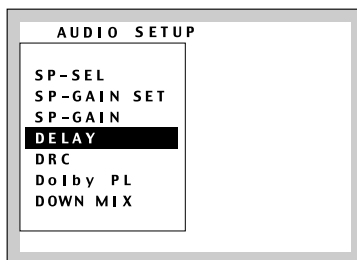 AUDIO SETUP
SP-SEL
SP-GAIN SET
SP-GAIN
DELAY
DRC
Dolby PL
DOWN MIX